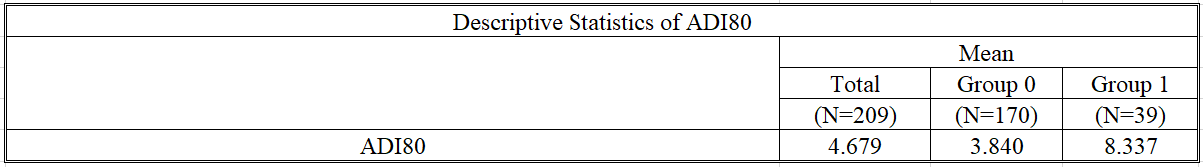 Descriptive Statistics of ADI80
Mean
Total Group 0 Group 1
(N=209) (N=170) (N=39)
ADI80 4.679 3.840 8.337